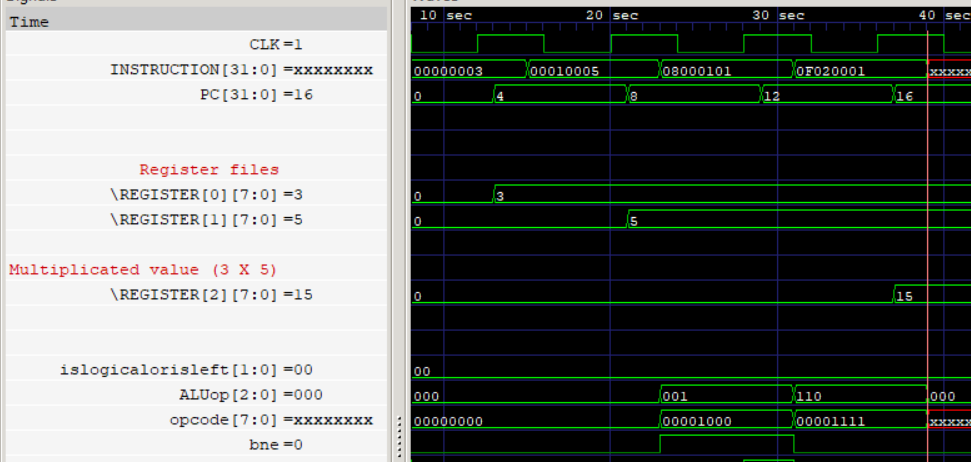 Time
10 sec 20 sec 30 sec 40 sec
CLK=1
INSTRUCTION[31:0]=xxxxxxxx 00000003 00010005 08000101 0F020001 xxxxx
PC[31:0]=16 0 4 8 12 16
Register files
\REGISTER[0][7:0]=3 0 3
\REGISTER[1][7:0]=5 0 5
Multiplicated value (3 X 5)
\REGISTER[2][7:0]=15 0 15
islogicalorisleft[1:0]=00 00
ALUop[2:0]=000 000 001 110 000
opcode[7:0]=xxxxxxxx 00000000 00001000 00001111 xxxxx
bne=0